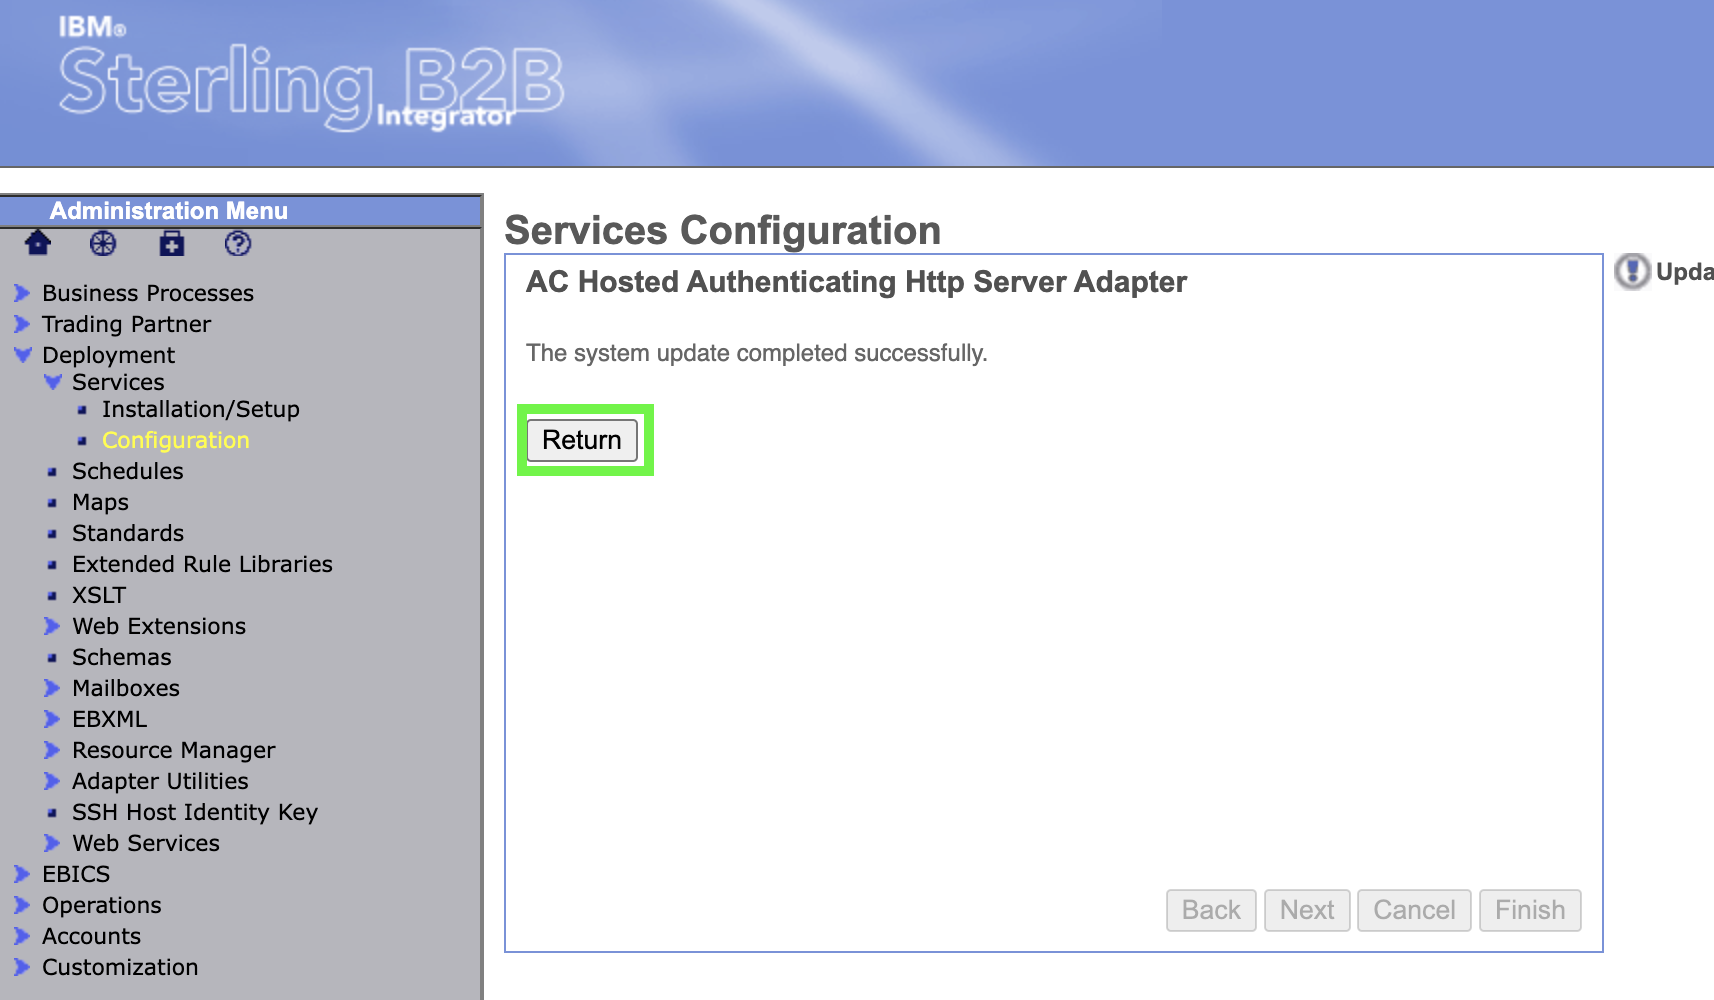 IBM®
Sterling B2B
Integrator
Administration Menu
Business Processes
Trading Partner
Deployment
Services
Installation/Setup
Configuration
Schedules
Maps
Standards
Extended Rule Libraries
XSLT
Web Extensions
Schemas
Mailboxes
EBXML
Resource Manager
Adapter Utilities
SSH Host Identity Key
Web Services
EBICS
Operations
Accounts
Customization
Services Configuration
AC Hosted Authenticating Http Server Adapter
The system update completed successfully.
Return
Back Next Cancel Finish
Upda